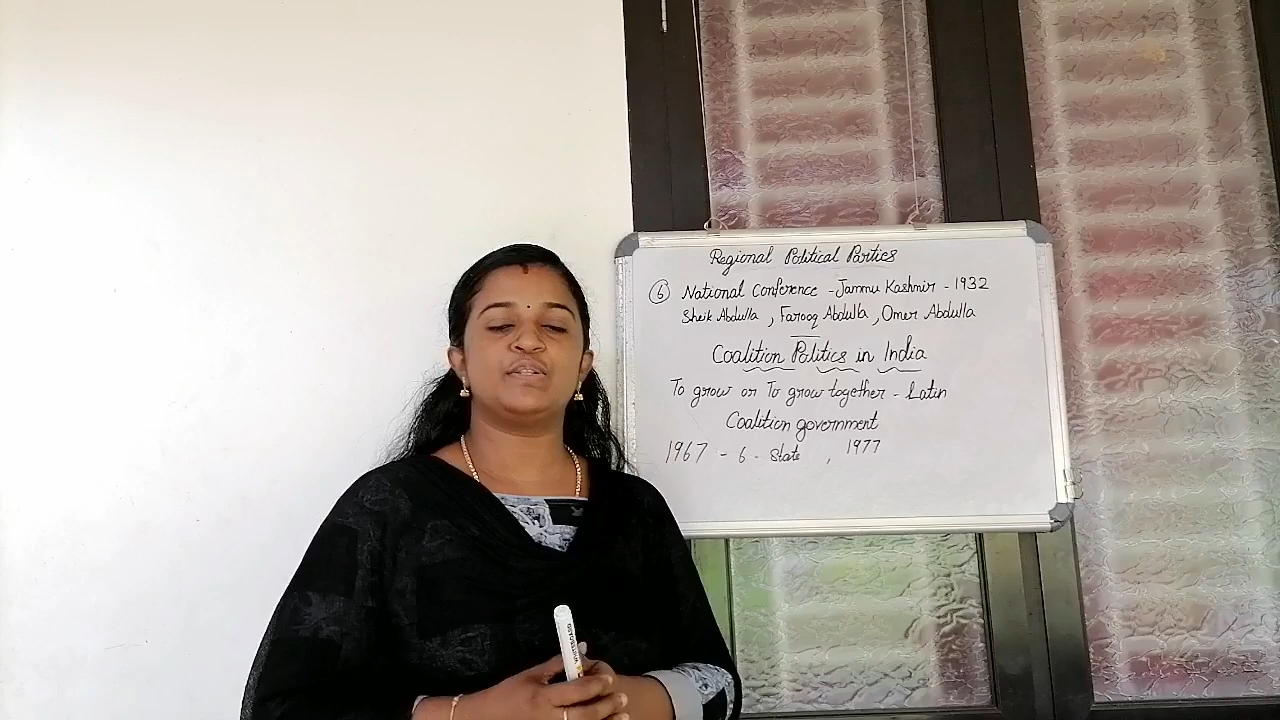 Regional Political Parties
6 National Conference - Jammu Kashmir - 1932
Sheik Abdulla , Farooq Abdulla , Omer Abdulla
Coalition Politics in India
To grow or To grow together - Latin
Coalition government
1967 - 6 - State , 1977